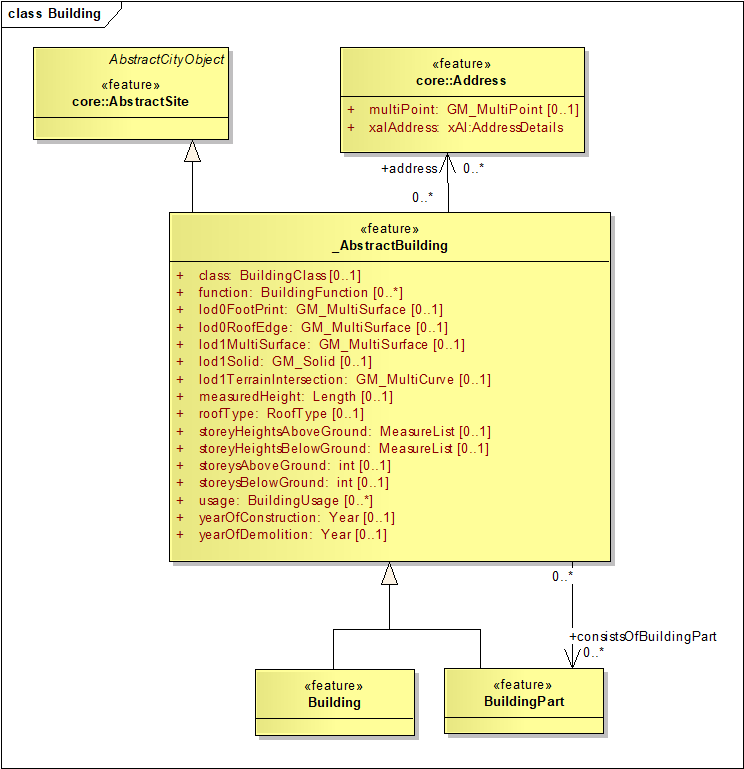 class Building
AbstractCityObject
«feature»
core::AbstractSite
«feature»
core::Address
+ multiPoint: GM_MultiPoint [0..1]
+ xalAddress: xAl:AddressDetails
+address 0..*
0..*
«feature»
_AbstractBuilding
+ class: BuildingClass [0..1]
+ function: BuildingFunction [0..*]
+ lod0FootPrint: GM_MultiSurface [0..1]
+ lod0RoofEdge: GM_MultiSurface [0..1]
+ lod1MultiSurface: GM_MultiSurface [0..1]
+ lod1Solid: GM_Solid [0..1]
+ lod1TerrainIntersection: GM_MultiCurve [0..1]
+ measuredHeight: Length [0..1]
+ roofType: RoofType [0..1]
+ storeyHeightsAboveGround: MeasureList [0..1]
+ storeyHeightsBelowGround: MeasureList [0..1]
+ storeysAboveGround: int [0..1]
+ storeysBelowGround: int [0..1]
+ usage: BuildingUsage [0..*]
+ yearOfConstruction: Year [0..1]
+ yearOfDemolition: Year [0..1]
0..*
+consistsOfBuildingPart
0..*
«feature»
Building
«feature»
BuildingPart